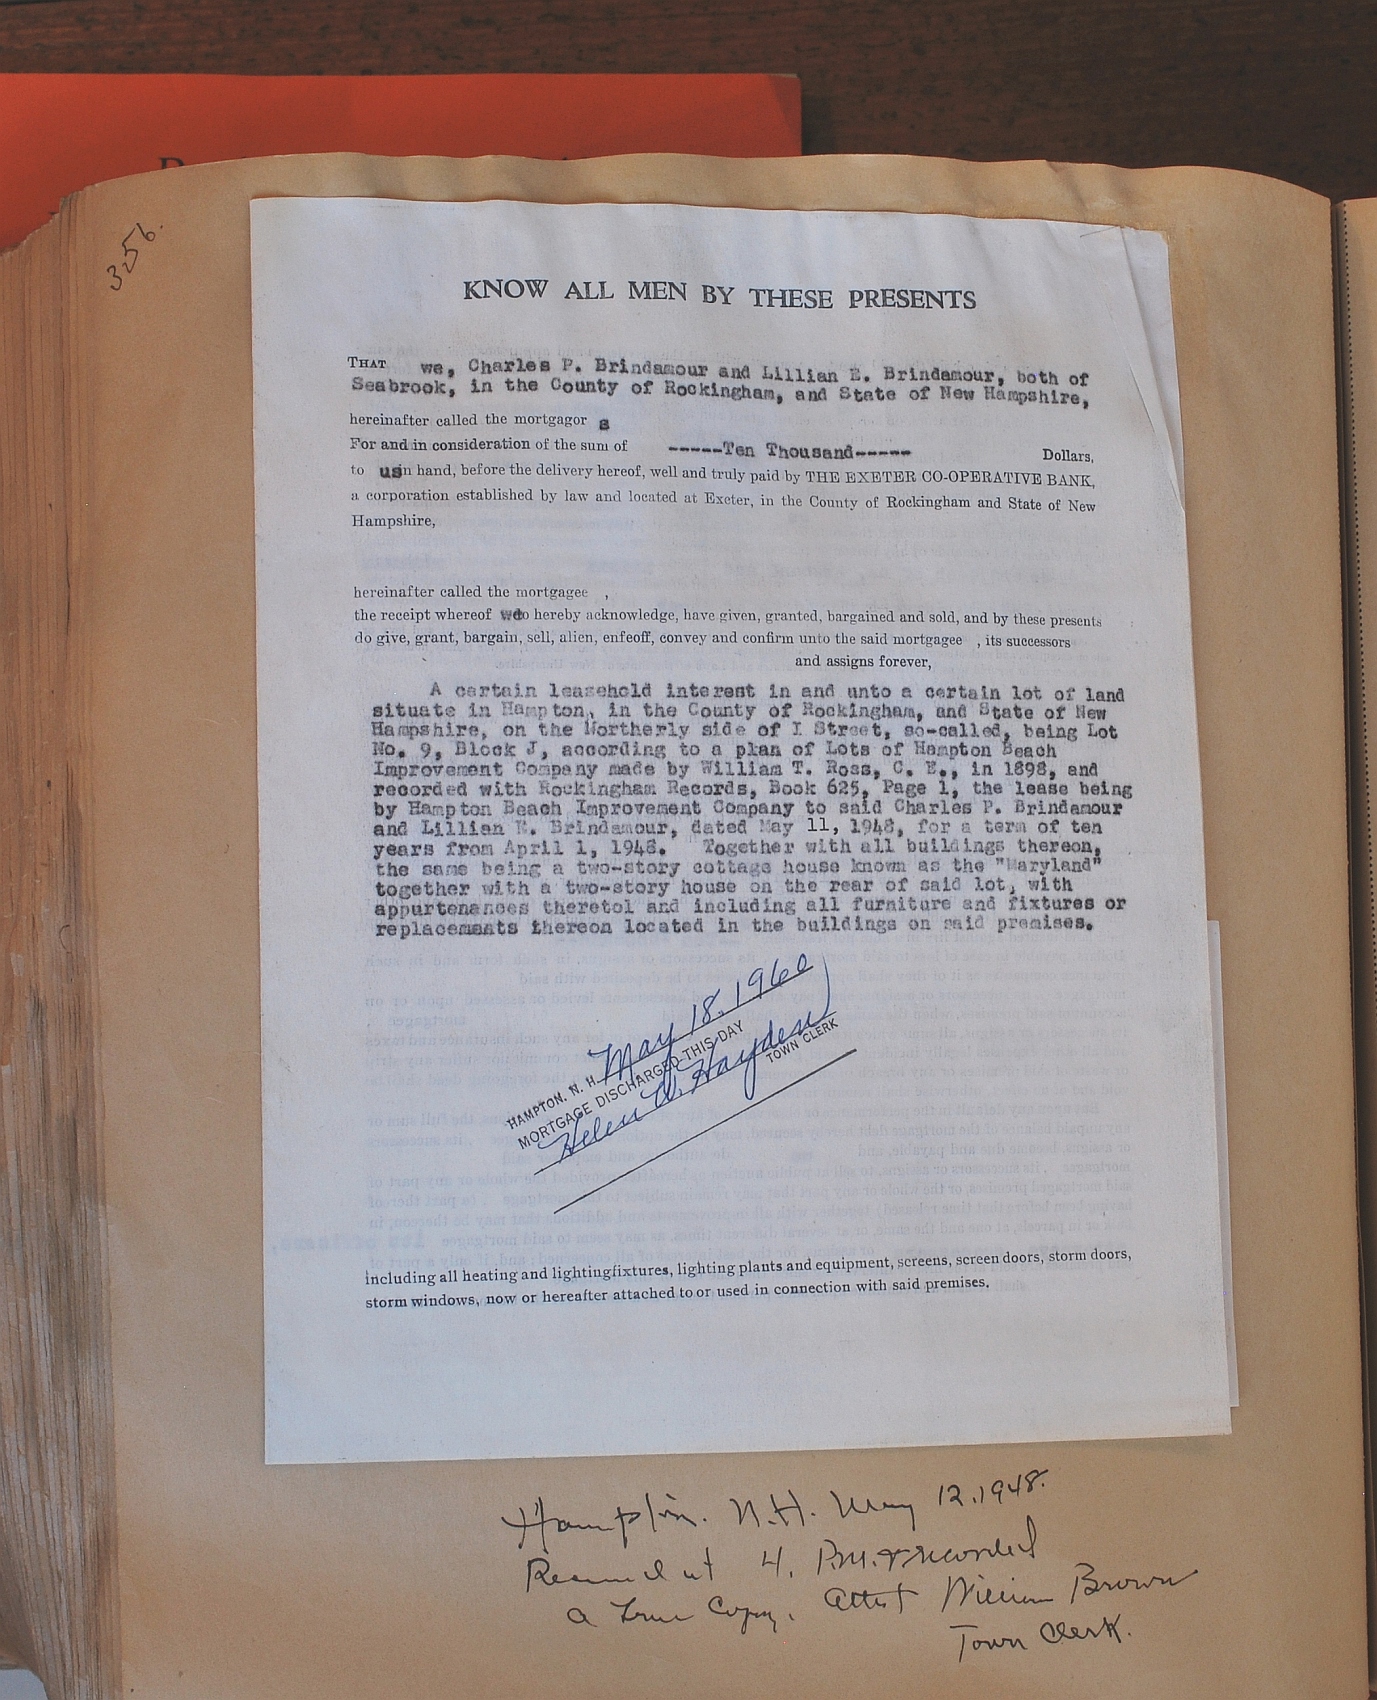 356.
KNOW ALL MEN BY THESE PRESENTS
THAT we, Charles P. Brindamour and Lillian E. Brindamour, both of
Seabrook, in the County of Rockingham, and State of New Hampshire,
hereinafter called the mortgagor s
For and in consideration of the sum of -----Ten Thousand----- Dollars,
to us in hand, before the delivery hereof, well and truly paid by THE EXETER CO-OPERATIVE BANK,
a corporation established by law and located at Exeter, in the County of Rockingham and State of New
Hampshire,
hereinafter called the mortgagee ,
the receipt whereof we do hereby acknowledge, have given, granted, bargained and sold, and by these presents
do give, grant, bargain, sell, alien, enfeoff, convey and confirm unto the said mortgagee , its successors
and assigns forever,
A certain leasehold interest in and unto a certain lot of land
situate in Hampton, in the County of Rockingham, and State of New
Hampshire, on the Northerly side of I Street, so-called, being Lot
No. 9, Block J, according to a plan of Lots of Hampton Beach
Improvement Company made by William T. Ross, C. E., in 1898, and
recorded with Rockingham Records, Book 625, Page 1, the lease being
by Hampton Beach Improvement Company to said Charles P. Brindamour
and Lillian E. Brindamour, dated May 11, 1948, for a term of ten
years from April 1, 1948. Together with all buildings thereon,
the same being a two-story cottage house known as the "Maryland"
together with a two-story house on the rear of said lot, with
appurtenances theretol and including all furniture and fixtures or
replacements thereon located in the buildings on said premises.
HAMPTON, N. H. May 18, 1960
MORTGAGE DISCHARGED THIS DAY
Helen W. Hayden
TOWN CLERK
including all heating and lightingfixtures, lighting plants and equipment, screens, screen doors, storm doors,
storm windows, now or hereafter attached to or used in connection with said premises.
Hampton. N.H. May 12, 1948.
Received at 4. P.M. & recorded
a True Copy. Attest William Brown
Town Clerk.